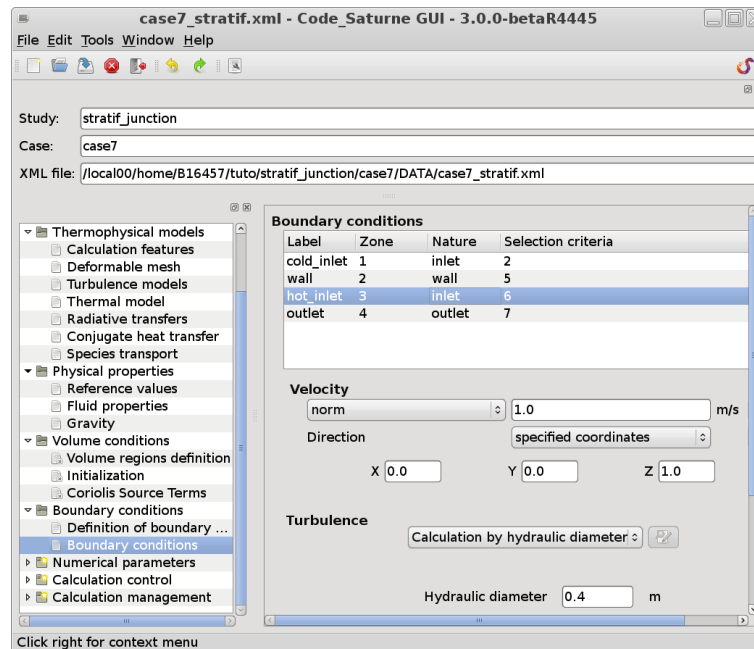 case7_stratif.xml - Code_Saturne GUI - 3.0.0-betaR4445
File Edit Tools Window Help
Study: stratif_junction
Case: case7
XML file: /local00/home/B16457/tuto/stratif_junction/case7/DATA/case7_stratif.xml
Thermophysical models
Calculation features
Deformable mesh
Turbulence models
Thermal model
Radiative transfers
Conjugate heat transfer
Species transport
Physical properties
Reference values
Fluid properties
Gravity
Volume conditions
Volume regions definition
Initialization
Coriolis Source Terms
Boundary conditions
Definition of boundary ...
Boundary conditions
Numerical parameters
Calculation control
Calculation management
Boundary conditions
Label Zone Nature Selection criteria
cold_inlet 1 inlet 2
wall 2 wall 5
hot_inlet 3 inlet 6
outlet 4 outlet 7
Velocity
norm 1.0 m/s
Direction specified coordinates
X 0.0 Y 0.0 Z 1.0
Turbulence
Calculation by hydraulic diameter
Hydraulic diameter 0.4 m
Click right for context menu